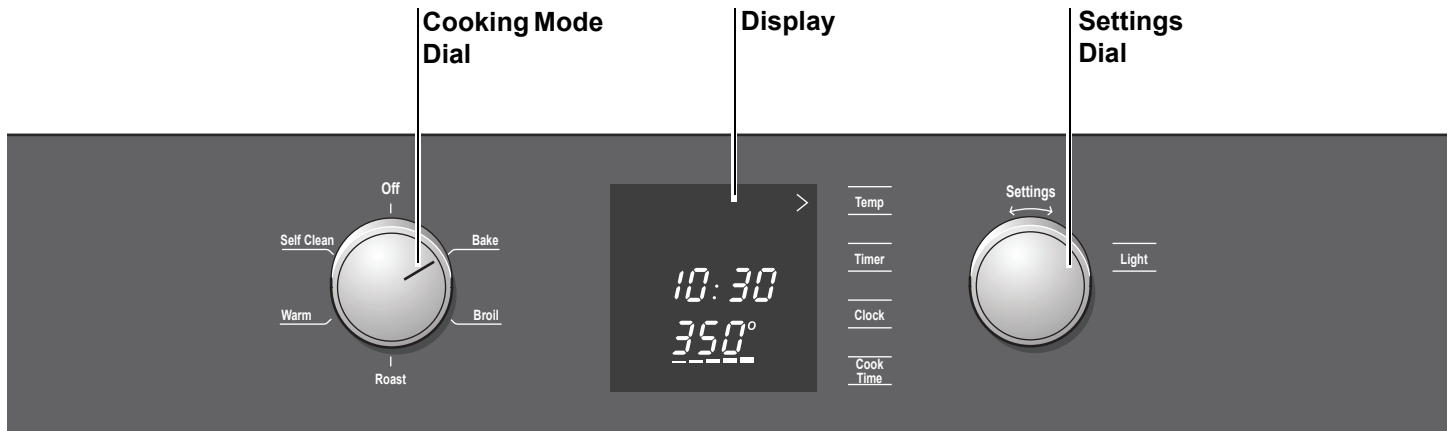 Cooking Mode
Dial
Display
Settings
Dial
Off
Self Clean
Bake
Warm
Broil
Roast
10:30
350°
>
Temp
Timer
Clock
Cook
Time
Settings
Light